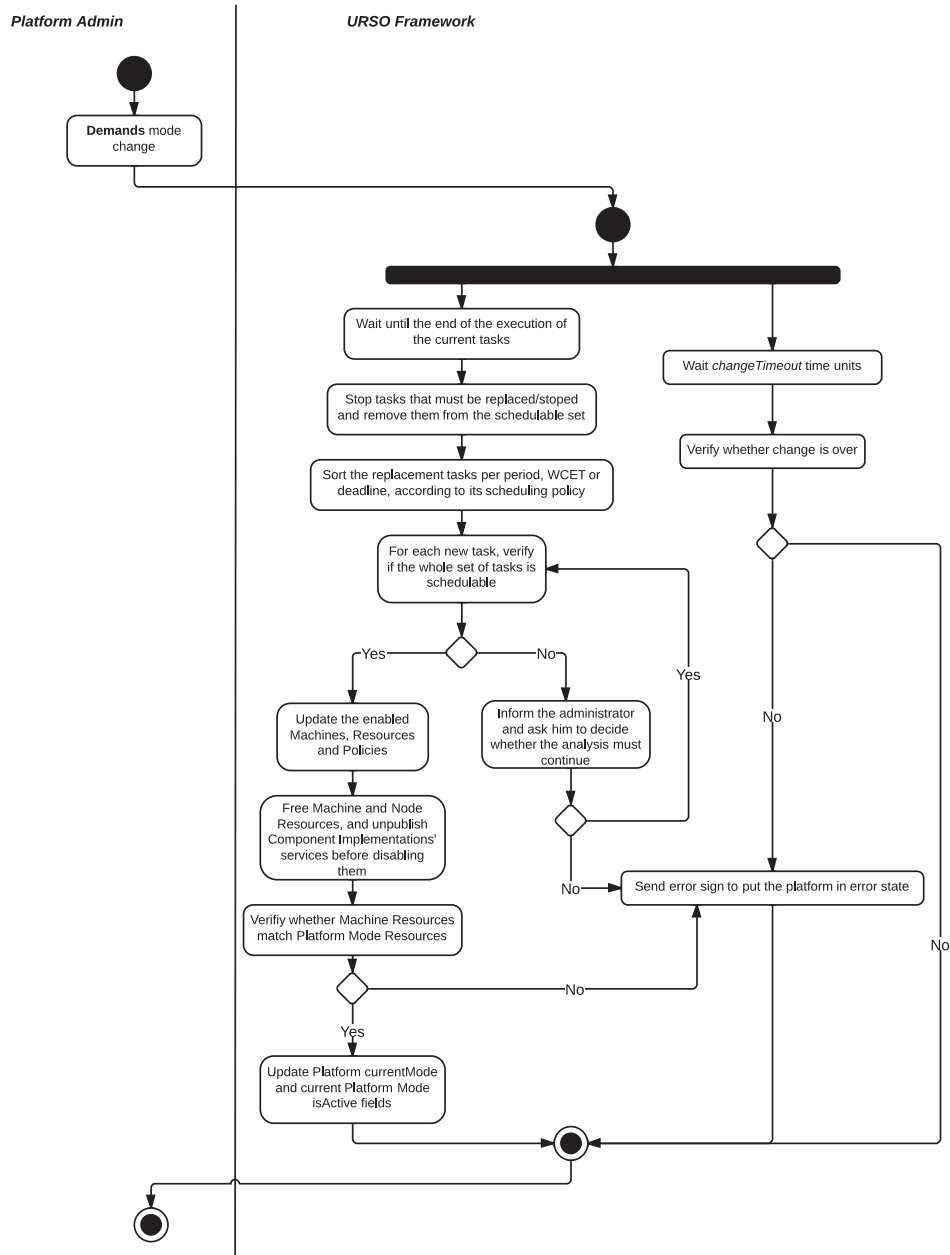 Platform Admin
URSO Framework
Demands mode
change
Wait until the end of the execution of
the current tasks
Wait changeTimeout time units
Stop tasks that must be replaced/stoped
and remove them from the schedulable set
Verify whether change is over
Sort the replacement tasks per period, WCET or
deadline, according to its scheduling policy
For each new task, verify
if the whole set of tasks is
schedulable
Yes
No
Yes
Update the enabled
Machines, Resources
and Policies
Inform the administrator
and ask him to decide
whether the analysis must
continue
No
Free Machine and Node
Resources, and unpublish
Component Implementations'
services before disabling
them
No
Send error sign to put the platform in error state
Verifiy whether Machine Resources
match Platform Mode Resources
No
No
Yes
Update Platform currentMode
and current Platform Mode
isActive fields